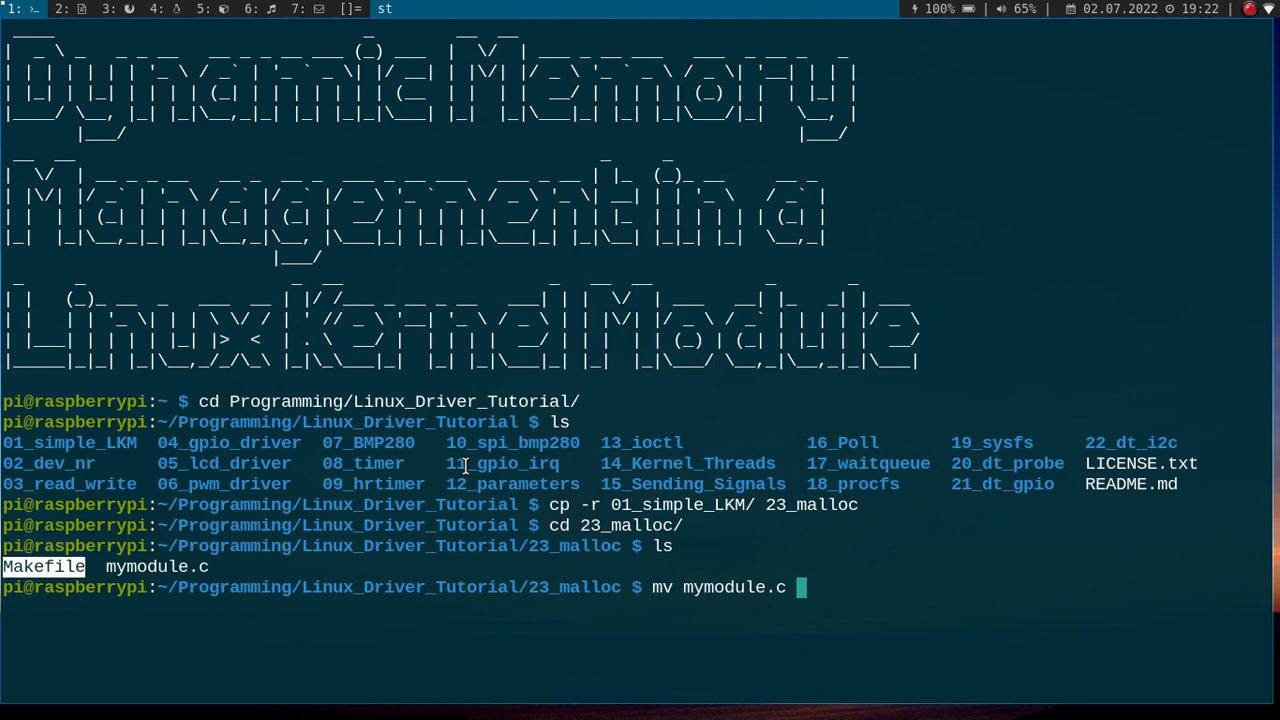 1: 2: 3: 4: 5: 6: 7: []= st 100% | 65% | 02.07.2022 19:22 |
Dynamic Memory
Management in a
Linux Kernel Module
pi@raspberrypi:~ $ cd Programming/Linux_Driver_Tutorial/
pi@raspberrypi:~/Programming/Linux_Driver_Tutorial $ ls
01_simple_LKM 04_gpio_driver 07_BMP280 10_spi_bmp280 13_ioctl 16_Poll 19_sysfs 22_dt_i2c
02_dev_nr 05_lcd_driver 08_timer 11_gpio_irq 14_Kernel_Threads 17_waitqueue 20_dt_probe LICENSE.txt
03_read_write 06_pwm_driver 09_hrtimer 12_parameters 15_Sending_Signals 18_procfs 21_dt_gpio README.md
pi@raspberrypi:~/Programming/Linux_Driver_Tutorial $ cp -r 01_simple_LKM/ 23_malloc
pi@raspberrypi:~/Programming/Linux_Driver_Tutorial $ cd 23_malloc/
pi@raspberrypi:~/Programming/Linux_Driver_Tutorial/23_malloc $ ls
Makefile mymodule.c
pi@raspberrypi:~/Programming/Linux_Driver_Tutorial/23_malloc $ mv mymodule.c